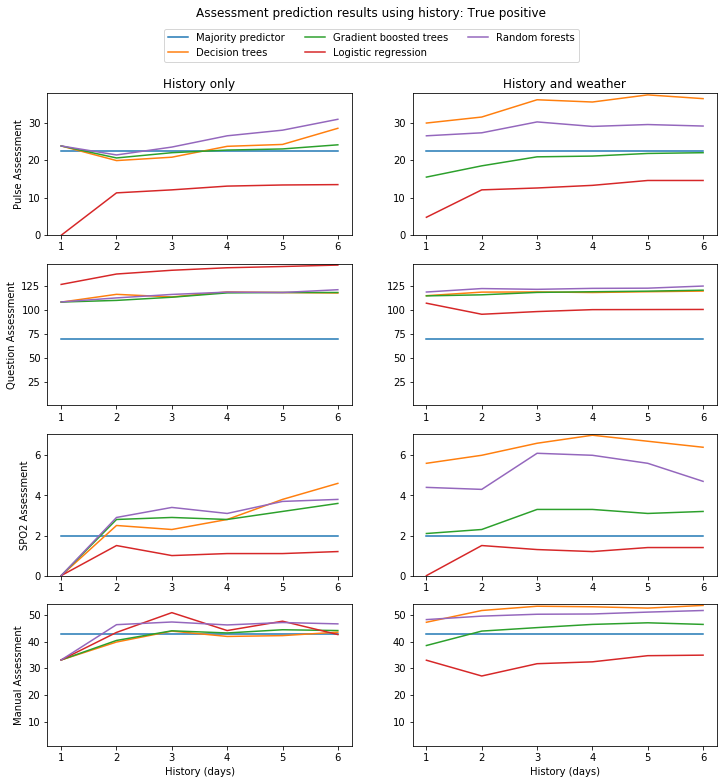 Assessment prediction results using history: True positive
Majority predictor Gradient boosted trees Random forests
Decision trees Logistic regression
History only History and weather
Pulse Assessment
30
20
10
0
1 2 3 4 5 6
30
20
10
0
1 2 3 4 5 6
Question Assessment
125
100
75
50
25
1 2 3 4 5 6
125
100
75
50
25
1 2 3 4 5 6
SPO2 Assessment
6
4
2
0
1 2 3 4 5 6
6
4
2
0
1 2 3 4 5 6
Manual Assessment
50
40
30
20
10
1 2 3 4 5 6
History (days)
50
40
30
20
10
1 2 3 4 5 6
History (days)